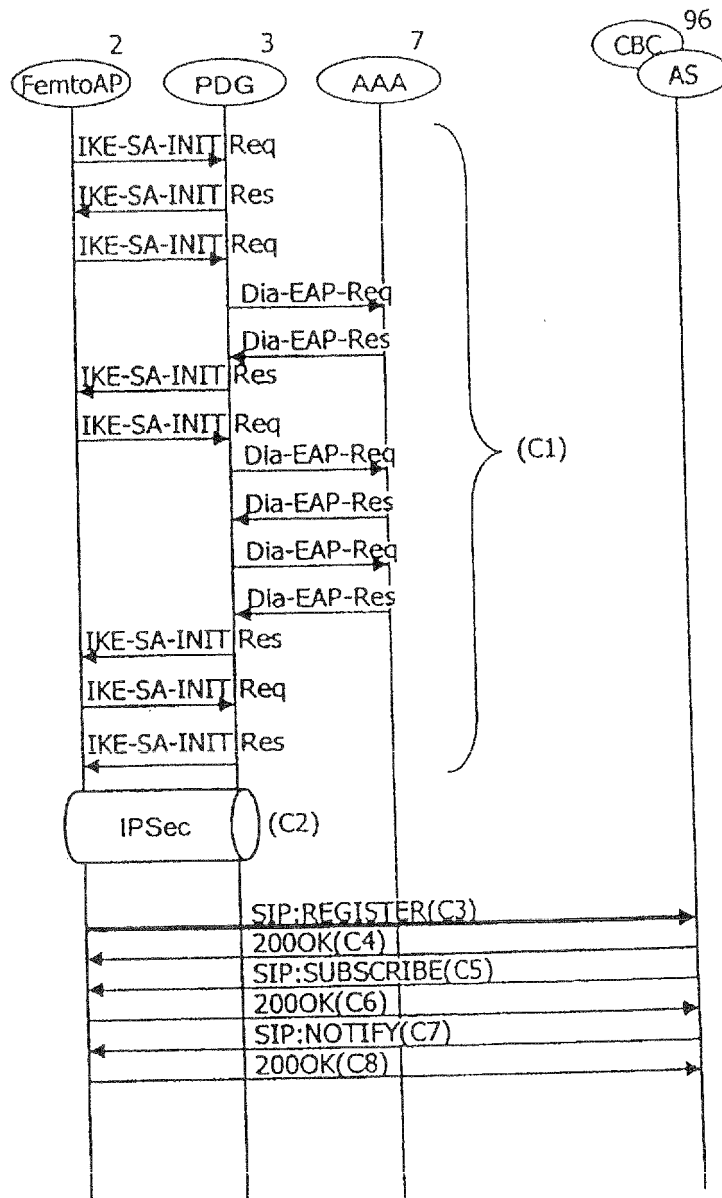 2 3 7 96
FemtoAP PDG AAA CBC AS
IKE-SA-INIT Req
IKE-SA-INIT Res
IKE-SA-INIT Req
Dia-EAP-Req
Dia-EAP-Res
IKE-SA-INIT Res
IKE-SA-INIT Req
(C1)
Dia-EAP-Req
Dia-EAP-Res
Dia-EAP-Req
Dia-EAP-Res
IKE-SA-INIT Res
IKE-SA-INIT Req
IKE-SA-INIT Res
IPSec (C2)
SIP:REGISTER(C3)
200OK(C4)
SIP:SUBSCRIBE(C5)
200OK(C6)
SIP:NOTIFY(C7)
200OK(C8)